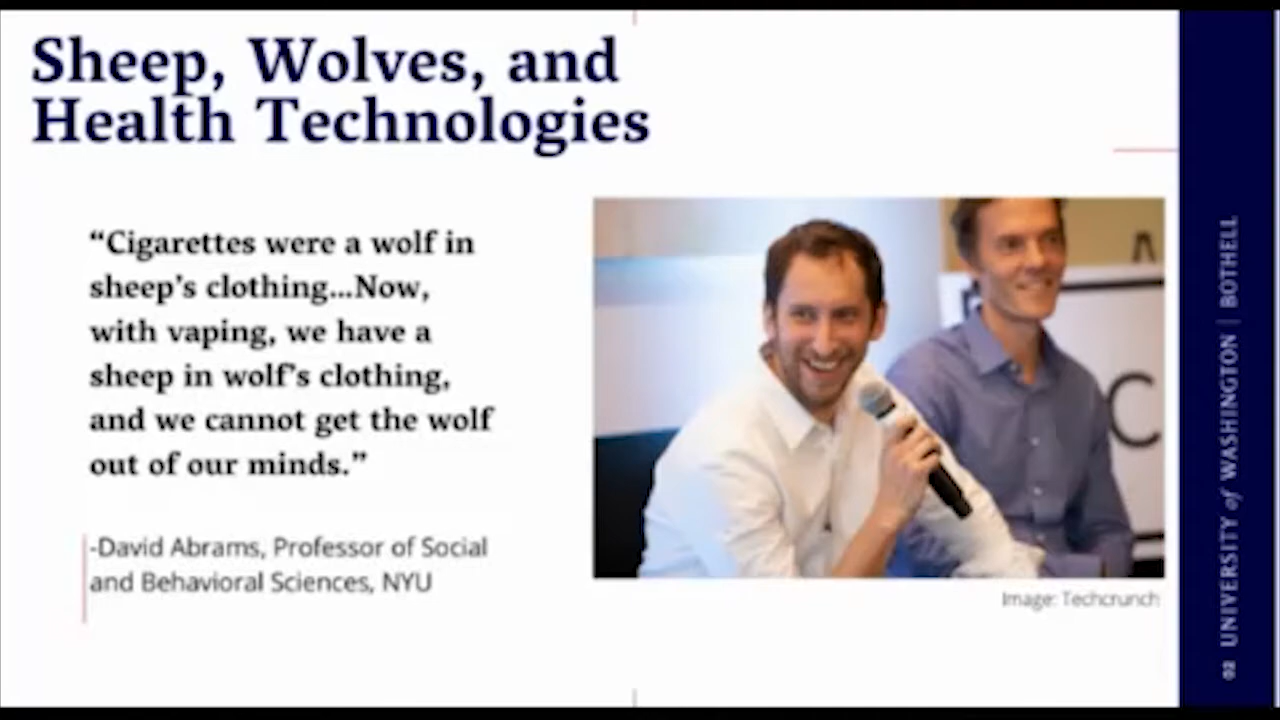 Sheep, Wolves, and
Health Technologies
“Cigarettes were a wolf in
sheep’s clothing...Now,
with vaping, we have a
sheep in wolf’s clothing,
and we cannot get the wolf
out of our minds.”
-David Abrams, Professor of Social
and Behavioral Sciences, NYU
C
Image: Techcrunch
02 UNIVERSITY of WASHINGTON | BOTHELL